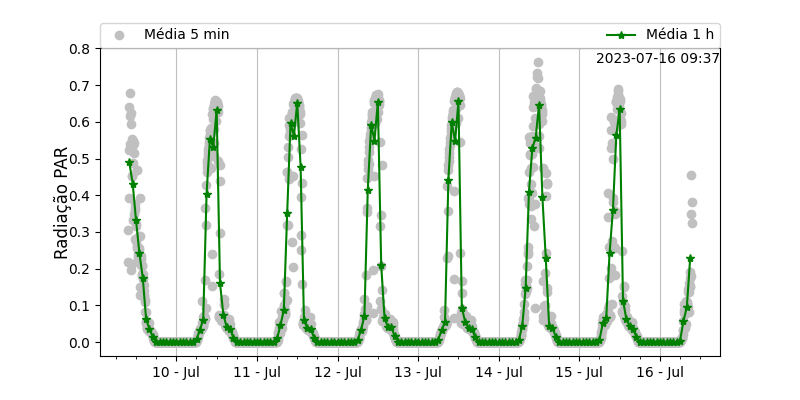 Média 5 min
Média 1 h
2023-07-16 09:37
Radiação PAR
0.8
0.7
0.6
0.5
0.4
0.3
0.2
0.1
0.0
10 - Jul
11 - Jul
12 - Jul
13 - Jul
14 - Jul
15 - Jul
16 - Jul